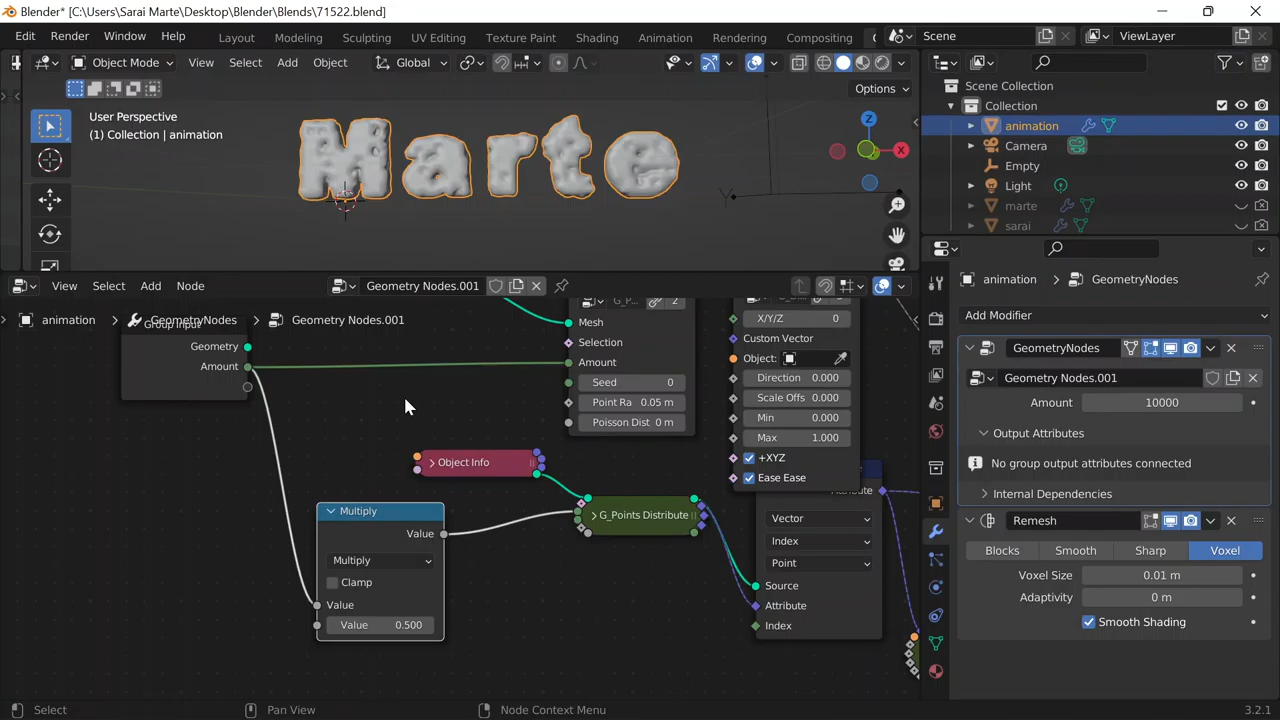 Blender* [C:\Users\Sarai Marte\Desktop\Blender\Blends\71522.blend]
Edit Render Window Help Layout Modeling Sculpting UV Editing Texture Paint Shading Animation Rendering Compositing Scene ViewLayer
Object Mode View Select Add Object Global
Options
User Perspective
(1) Collection | animation
Marte
Z
X
Y
Scene Collection
Collection
animation
Camera
Empty
Light
marte
sarai
View Select Add Node Geometry Nodes.001
animation > GeometryNodes > Geometry Nodes.001
Group Input
Geometry
Amount
G_P... 2
Mesh
Selection
Amount
Seed 0
Point Ra 0.05 m
Poisson Dist 0 m
X/Y/Z 0
Custom Vector
Object:
Direction 0.000
Scale Offs 0.000
Min 0.000
Max 1.000
+XYZ
Ease Ease
Object Info
G_Points Distribute
Multiply
Value
Multiply
Clamp
Value
Value 0.500
Attribute
Vector
Index
Point
Source
Attribute
Index
animation > GeometryNodes
Add Modifier
GeometryNodes
Geometry Nodes.001
Amount 10000
Output Attributes
No group output attributes connected
Internal Dependencies
Remesh
Blocks Smooth Sharp Voxel
Voxel Size 0.01 m
Adaptivity 0 m
Smooth Shading
Select Pan View Node Context Menu 3.2.1